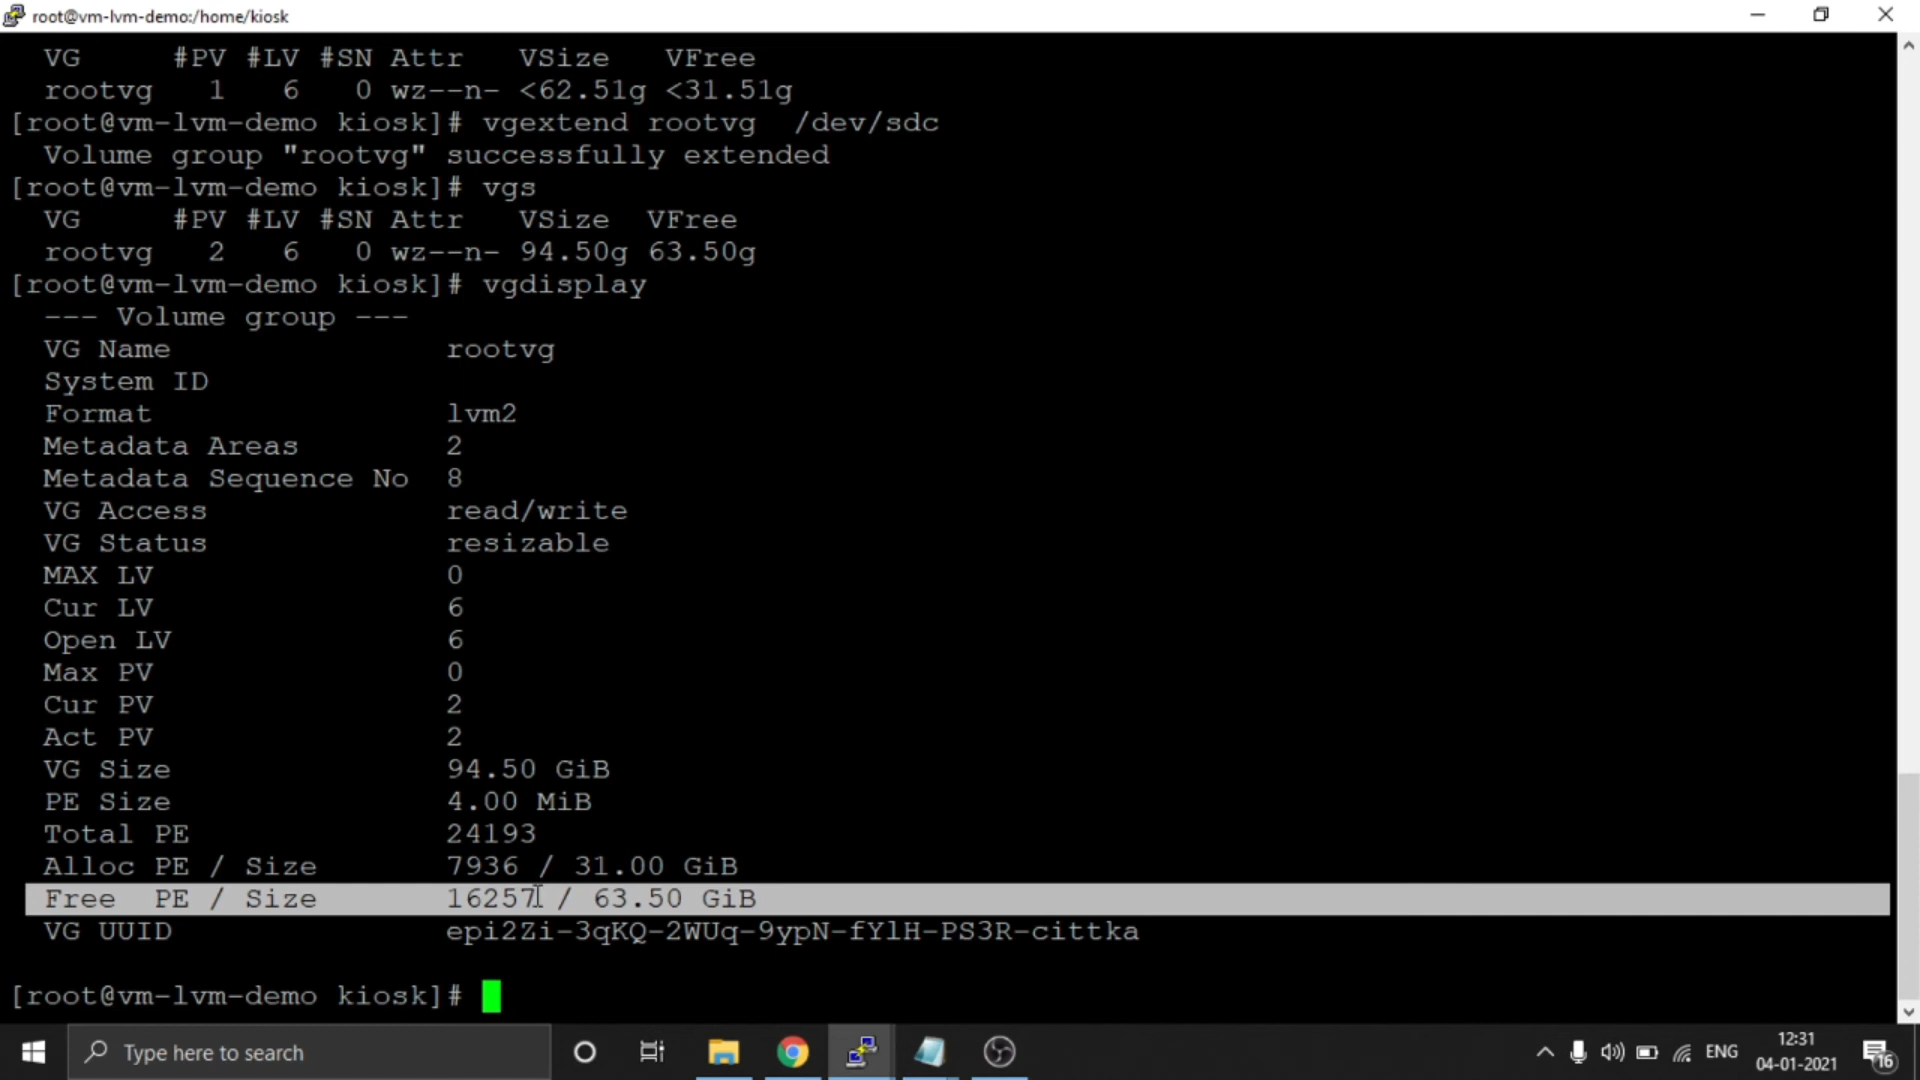 root@vm-lvm-demo:/home/kiosk
VG #PV #LV #SN Attr VSize VFree
rootvg 1 6 0 wz--n- <62.51g <31.51g
[root@vm-lvm-demo kiosk]# vgextend rootvg /dev/sdc
Volume group "rootvg" successfully extended
[root@vm-lvm-demo kiosk]# vgs
VG #PV #LV #SN Attr VSize VFree
rootvg 2 6 0 wz--n- 94.50g 63.50g
[root@vm-lvm-demo kiosk]# vgdisplay
--- Volume group ---
VG Name rootvg
System ID
Format lvm2
Metadata Areas 2
Metadata Sequence No 8
VG Access read/write
VG Status resizable
MAX LV 0
Cur LV 6
Open LV 6
Max PV 0
Cur PV 2
Act PV 2
VG Size 94.50 GiB
PE Size 4.00 MiB
Total PE 24193
Alloc PE / Size 7936 / 31.00 GiB
Free PE / Size 16257 / 63.50 GiB
VG UUID epi2Zi-3qKQ-2WUq-9ypN-fYlH-PS3R-cittka
[root@vm-lvm-demo kiosk]#
Type here to search
ENG
12:31
04-01-2021
16